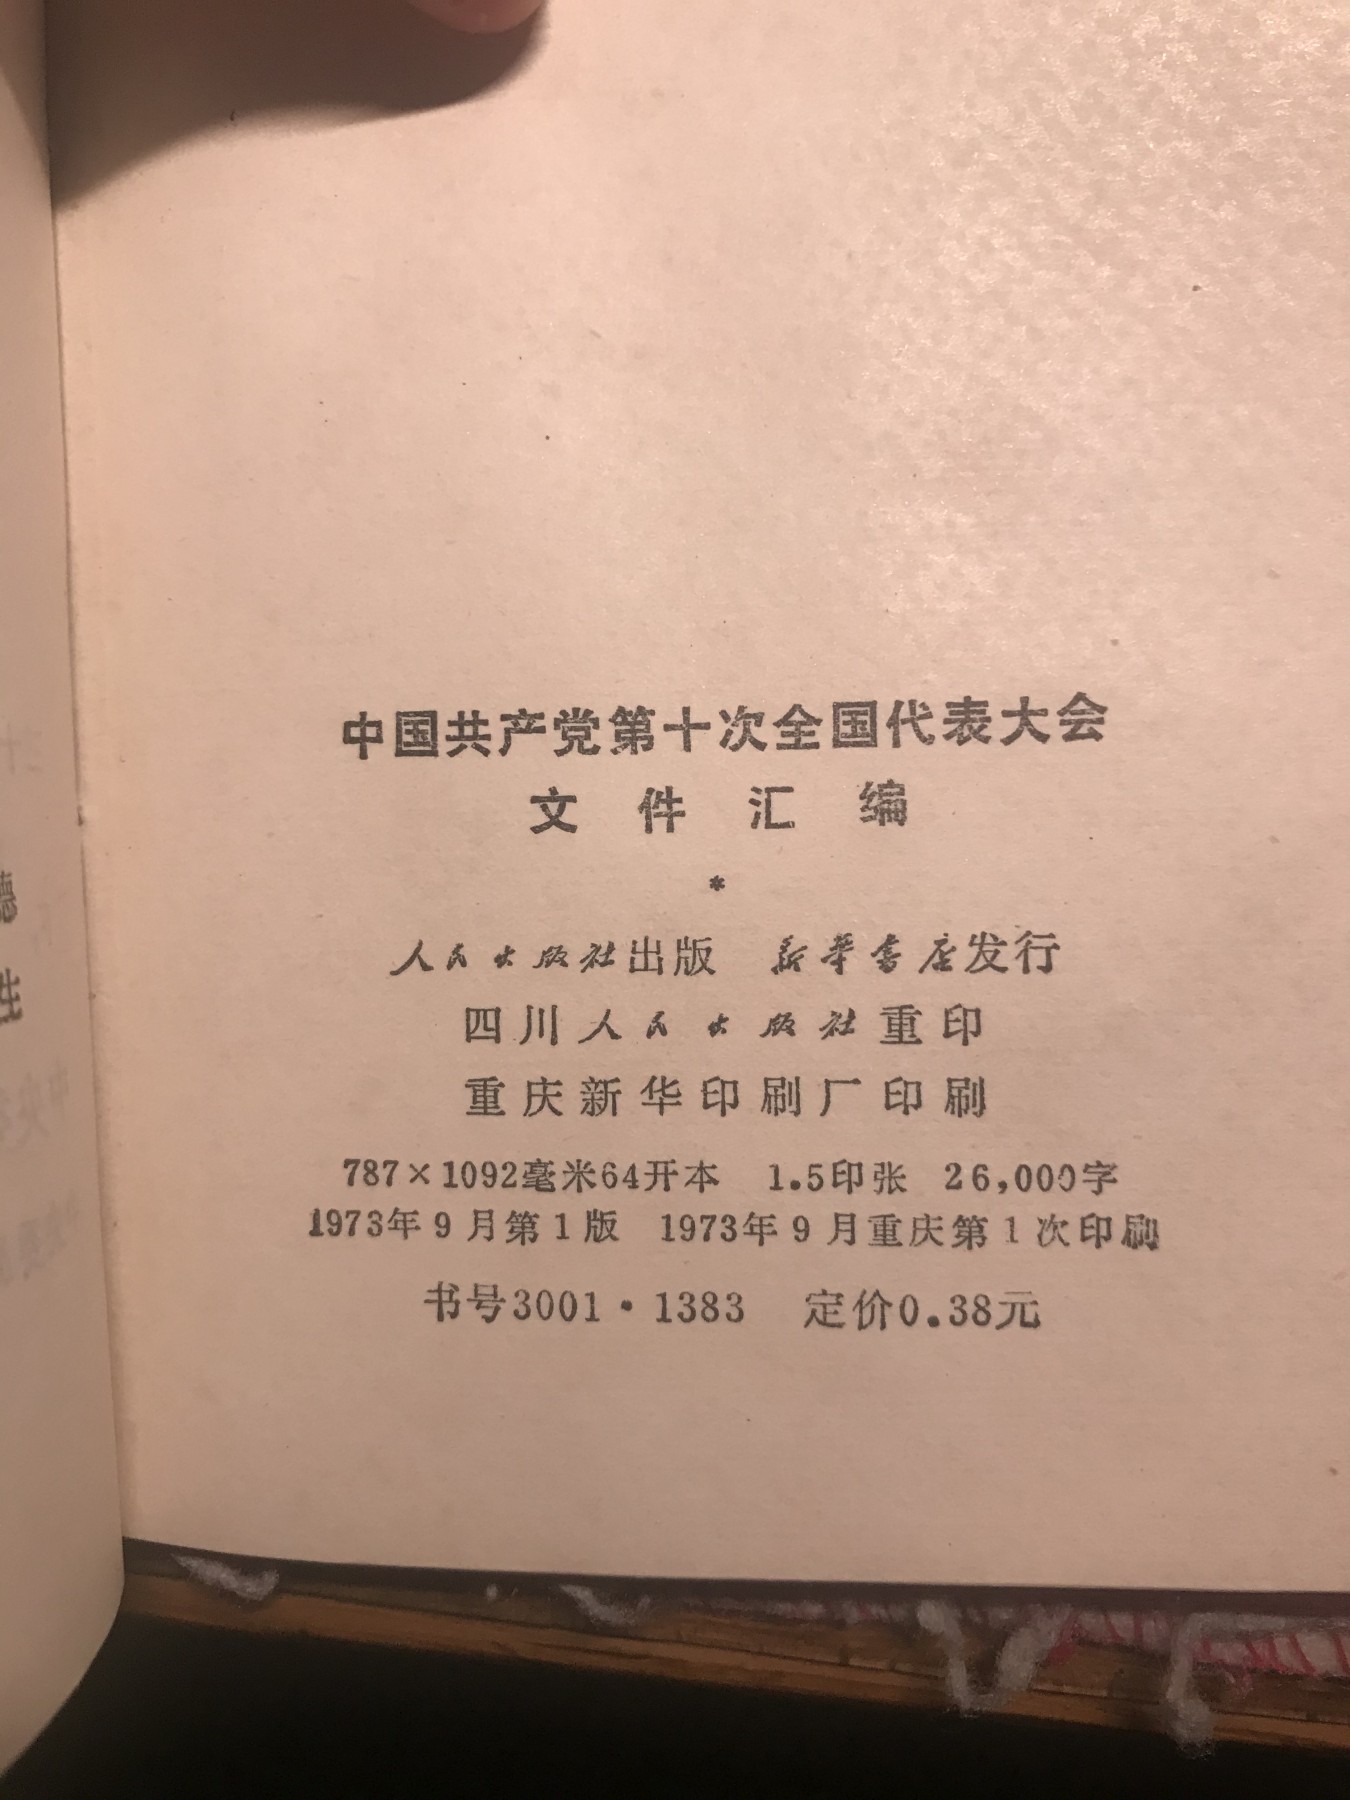 中国共产党第十次全国代表大会
文件汇编
*
人民出版社出版 新華書店发行
四川人民出版社重印
重庆新华印刷厂印刷
787×1092毫米64开本 1.5印张 26,000字
1973年9月第1版 1973年9月重庆第1次印刷
书号3001·1383 定价0.38元